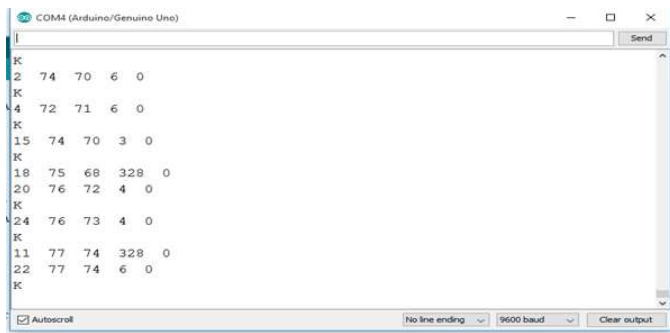 COM4 (Arduino/Genuino Uno)
Send
K
2 74 70 6 0
K
4 72 71 6 0
K
15 74 70 3 0
K
18 75 68 328 0
20 76 72 4 0
K
24 76 73 4 0
K
11 77 74 328 0
22 77 74 6 0
K
Autoscroll
No line ending
9600 baud
Clear output